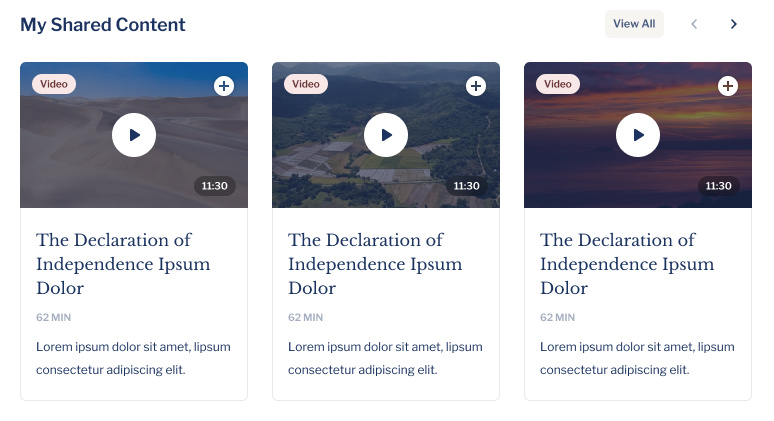 My Shared Content
View All
Video
11:30
The Declaration of
Independence Ipsum
Dolor
62 MIN
Lorem ipsum dolor sit amet, lipsum
consectetur adipiscing elit.
Video
11:30
The Declaration of
Independence Ipsum
Dolor
62 MIN
Lorem ipsum dolor sit amet, lipsum
consectetur adipiscing elit.
Video
11:30
The Declaration of
Independence Ipsum
Dolor
62 MIN
Lorem ipsum dolor sit amet, lipsum
consectetur adipiscing elit.